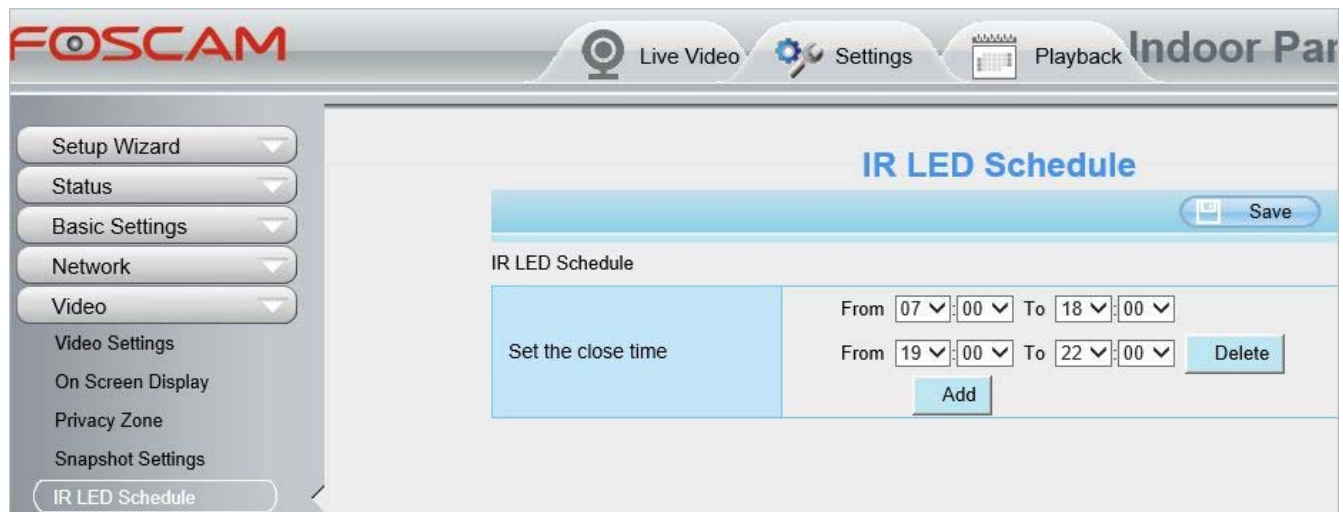 FOSCAM
Live Video
Settings
Playback
Indoor Pa
Setup Wizard
Status
Basic Settings
Network
Video
Video Settings
On Screen Display
Privacy Zone
Snapshot Settings
IR LED Schedule
IR LED Schedule
Save
IR LED Schedule
Set the close time
From 07 : 00 To 18 : 00
From 19 : 00 To 22 : 00 Delete
Add